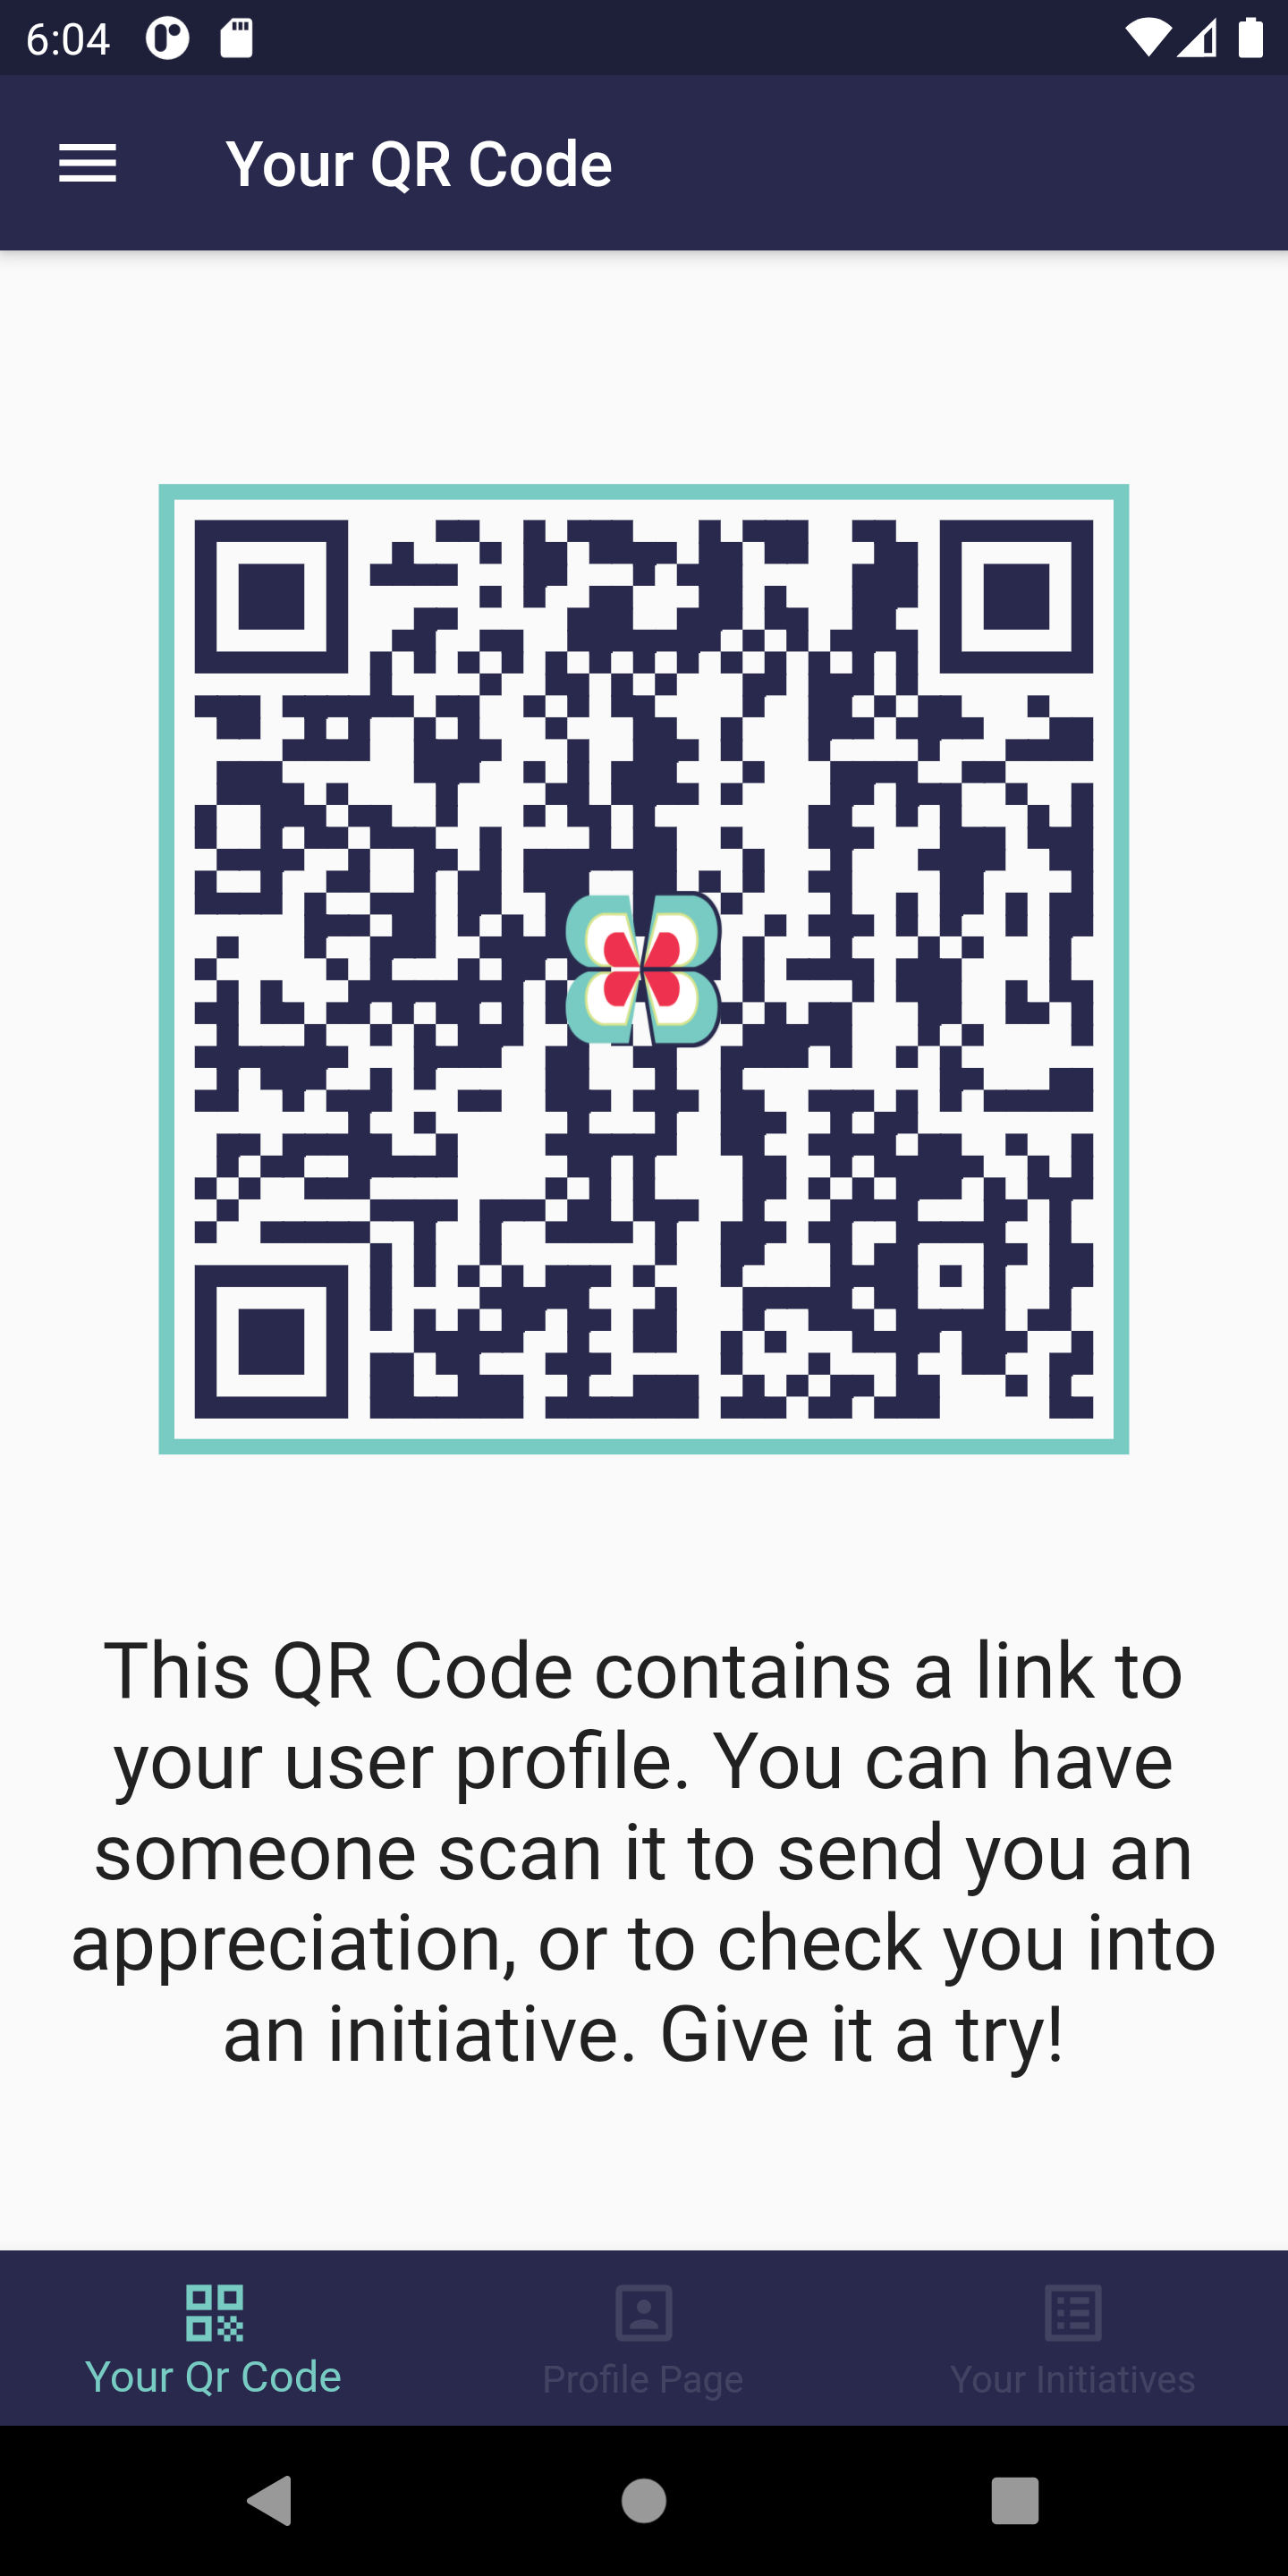 6:04
Your QR Code
This QR Code contains a link to
your user profile. You can have
someone scan it to send you an
appreciation, or to check you into
an initiative. Give it a try!
Your Qr Code
Profile Page
Your Initiatives